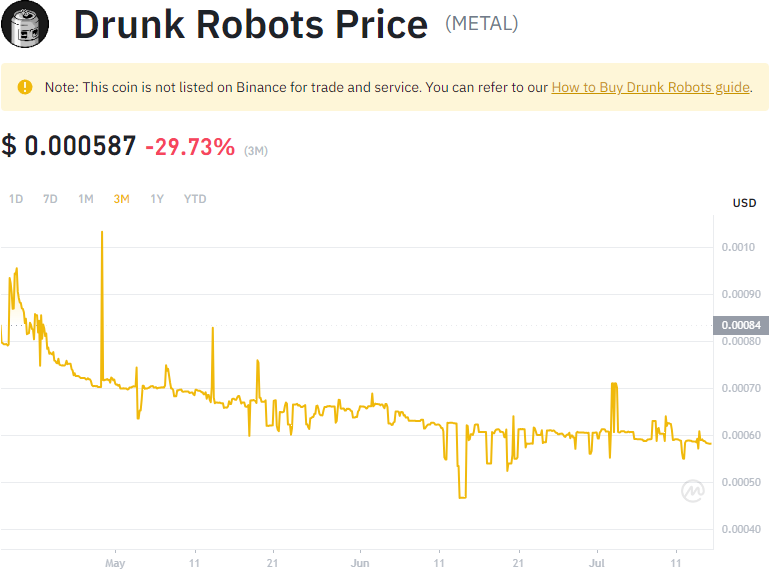 Drunk Robots Price (METAL)
Note: This coin is not listed on Binance for trade and service. You can refer to our How to Buy Drunk Robots guide.
$ 0.000587 -29.73% (3M)
1D 7D 1M 3M 1Y YTD
USD
0.0010
0.00090
0.00084
0.00080
0.00070
0.00060
0.00050
0.00040
May 11 21 Jun 11 21 Jul 11